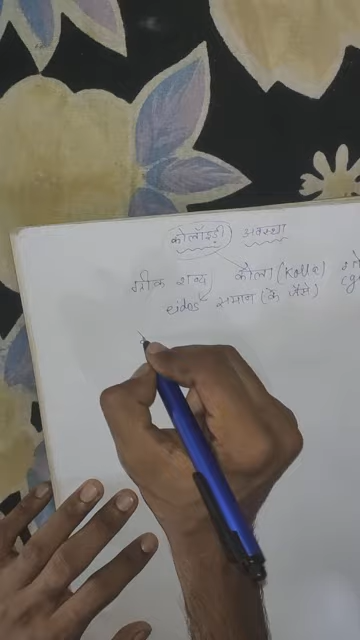 कोलॉइडी अवस्था
ग्रीक शब्द कोला (Kolla)
eidos समान (के जैसे)